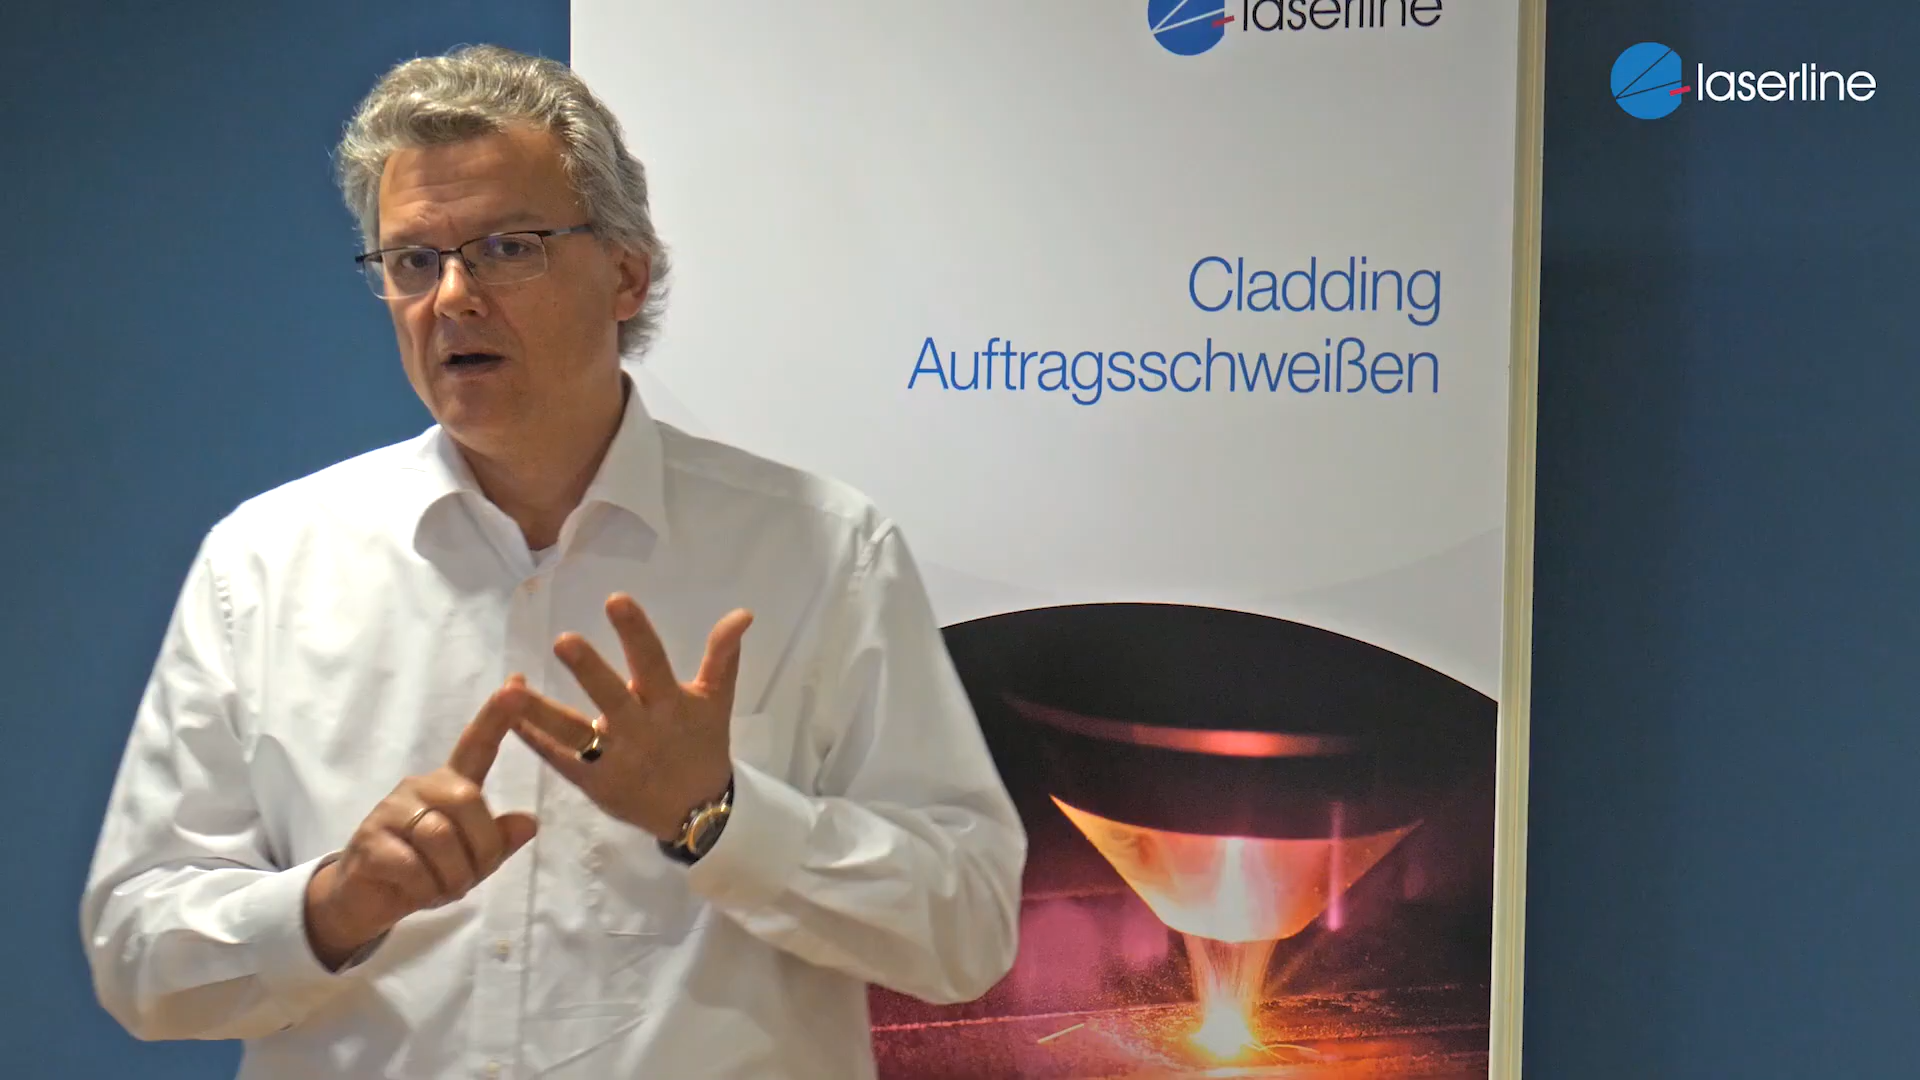 laserline
laserline
Cladding
Auftragsschweißen